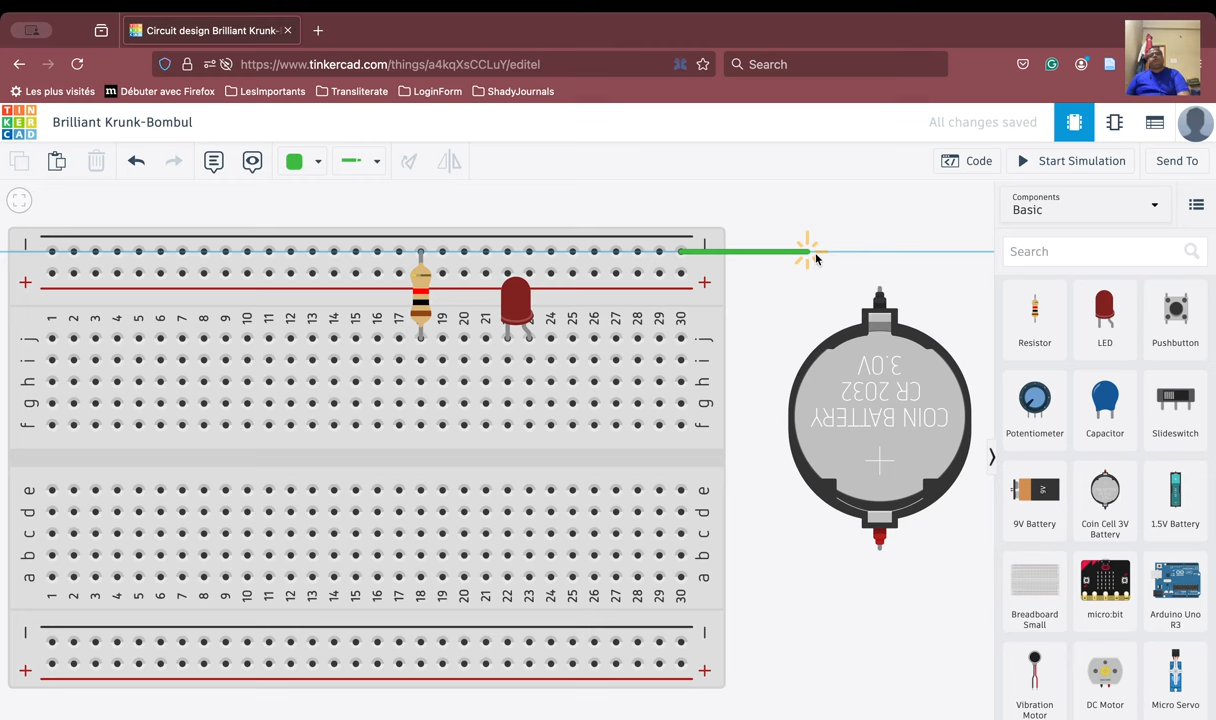 Circuit design Brilliant Krunk-
https://www.tinkercad.com/things/a4kqXsCCLuY/editel
Search
Les plus visités
Débuter avec Firefox
LesImportants
Transliterate
LoginForm
ShadyJournals
TIN
KER
CAD
Brilliant Krunk-Bombul
All changes saved
Code
Start Simulation
Send To
Components
Basic
Search
Resistor
LED
Pushbutton
Potentiometer
Capacitor
Slideswitch
9V
9V Battery
Coin Cell 3V
Battery
1.5V Battery
Breadboard
Small
micro:bit
Arduino Uno
R3
Vibration
Motor
DC Motor
Micro Servo
1 2 3 4 5 6 7 8 9 10 11 12 13 14 15 16 17 18 19 20 21 22 23 24 25 26 27 28 29 30
j
i
h
g
f
e
d
c
b
a
1 2 3 4 5 6 7 8 9 10 11 12 13 14 15 16 17 18 19 20 21 22 23 24 25 26 27 28 29 30
COIN BATTERY
CR 2032
3.0V